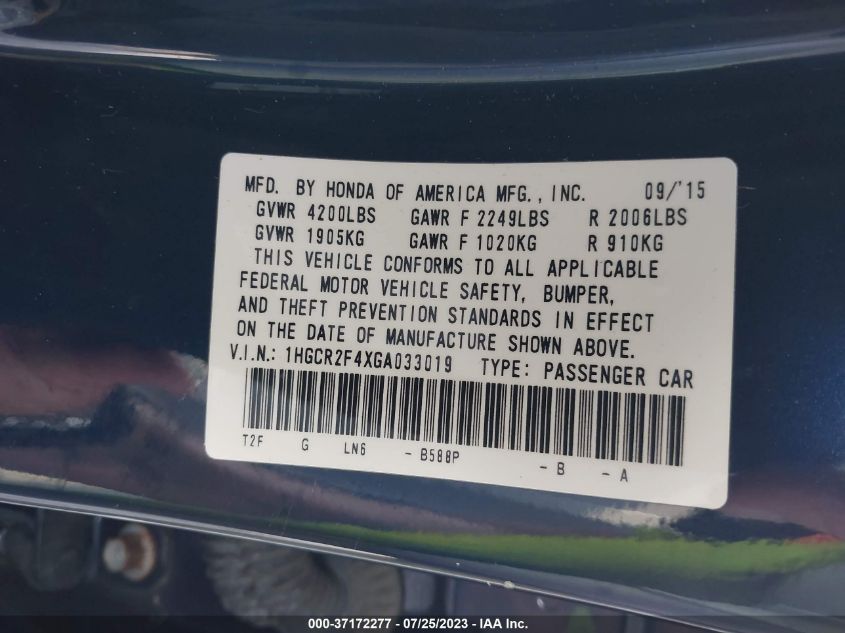 MFD. BY HONDA OF AMERICA MFG., INC. 09/'15
GVWR 4200LBS GAWR F 2249LBS R 2006LBS
GVWR 1905KG GAWR F 1020KG R 910KG
THIS VEHICLE CONFORMS TO ALL APPLICABLE
FEDERAL MOTOR VEHICLE SAFETY, BUMPER,
AND THEFT PREVENTION STANDARDS IN EFFECT
ON THE DATE OF MANUFACTURE SHOWN ABOVE.
V.I.N.: 1HGCR2F4XGA033019 TYPE: PASSENGER CAR
T2F G LN6 - B588P - B - A
000-37172277 - 07/25/2023 - IAA Inc.